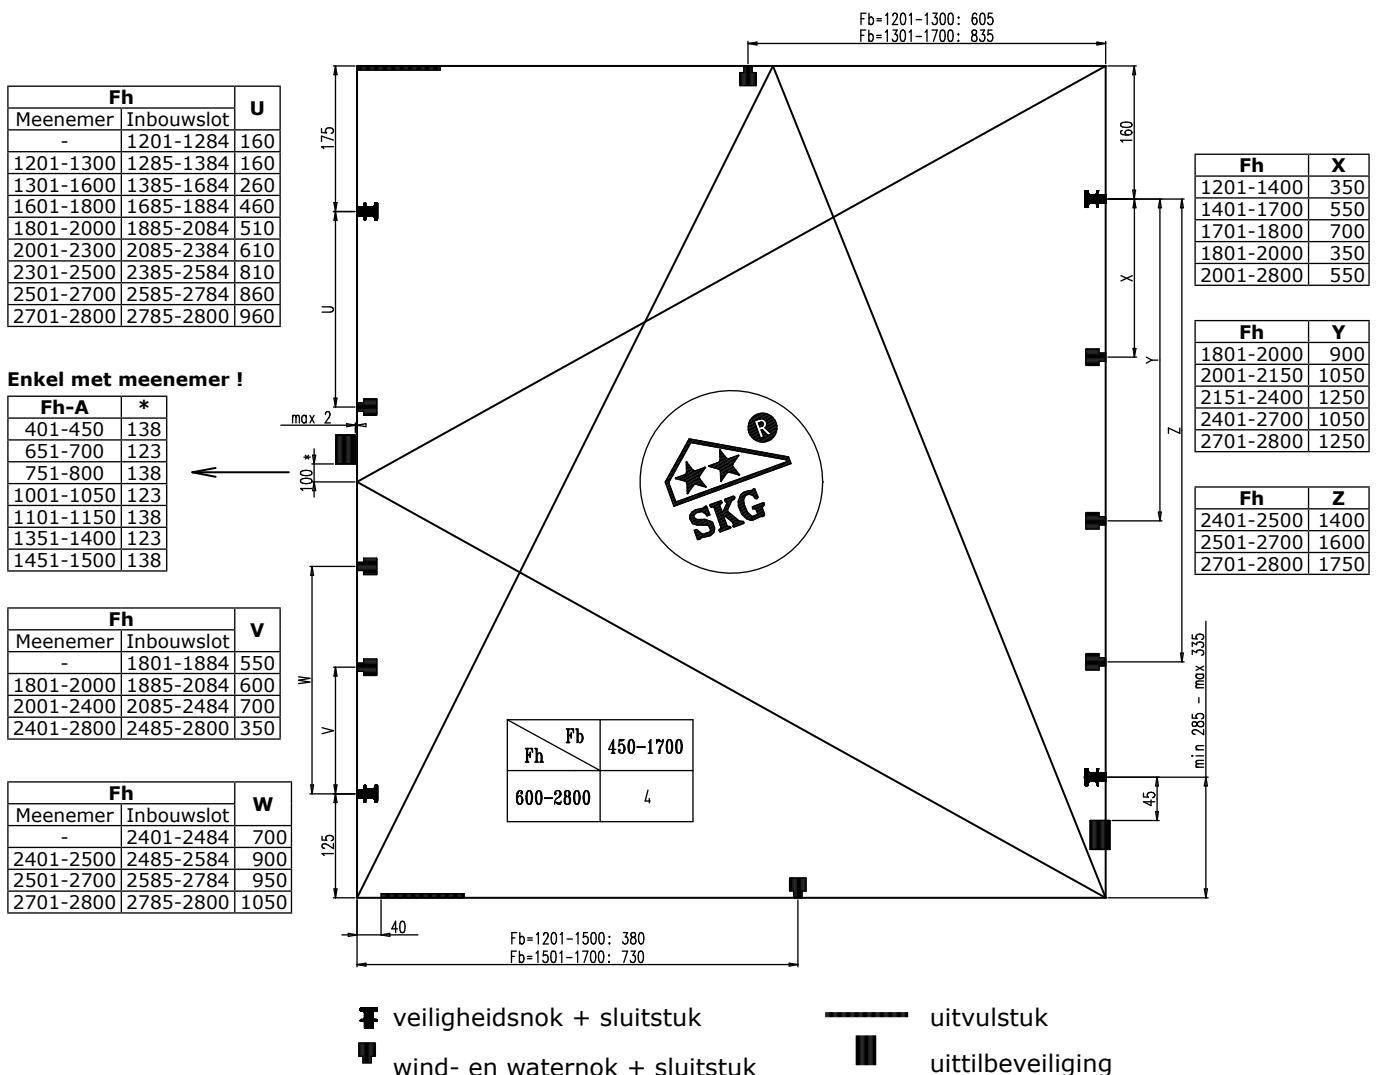 Fb=1201-1300: 605
Fb=1301-1700: 835
Fh U
Meenemer Inbouwslot
- 1201-1284 160
1201-1300 1285-1384 160
1301-1600 1385-1684 260
1601-1800 1685-1884 460
1801-2000 1885-2084 510
2001-2300 2085-2384 610
2301-2500 2385-2584 810
2501-2700 2585-2784 860
2701-2800 2785-2800 960
175
U
160
X
Y
Z
Fh X
1201-1400 350
1401-1700 550
1701-1800 700
1801-2000 350
2001-2800 550
Fh Y
1801-2000 900
2001-2150 1050
2151-2400 1250
2401-2700 1050
2701-2800 1250
Fh Z
2401-2500 1400
2501-2700 1600
2701-2800 1750
Enkel met meenemer !
Fh-A *
401-450 138
651-700 123
751-800 138
1001-1050 123
1101-1150 138
1351-1400 123
1451-1500 138
max 2
100 *
R
SKG
Fh V
Meenemer Inbouwslot
- 1801-1884 550
1801-2000 1885-2084 600
2001-2400 2085-2484 700
2401-2800 2485-2800 350
W
V
125
Fh W
Meenemer Inbouwslot
- 2401-2484 700
2401-2500 2485-2584 900
2501-2700 2585-2784 950
2701-2800 2785-2800 1050
Fb
Fh 450-1700
600-2800 4
min 285 - max 335
45
40
Fb=1201-1500: 380
Fb=1501-1700: 730
veiligheidsnok + sluitstuk
uitvulstuk
wind- en waternok + sluitstuk
uittilbeveiliging